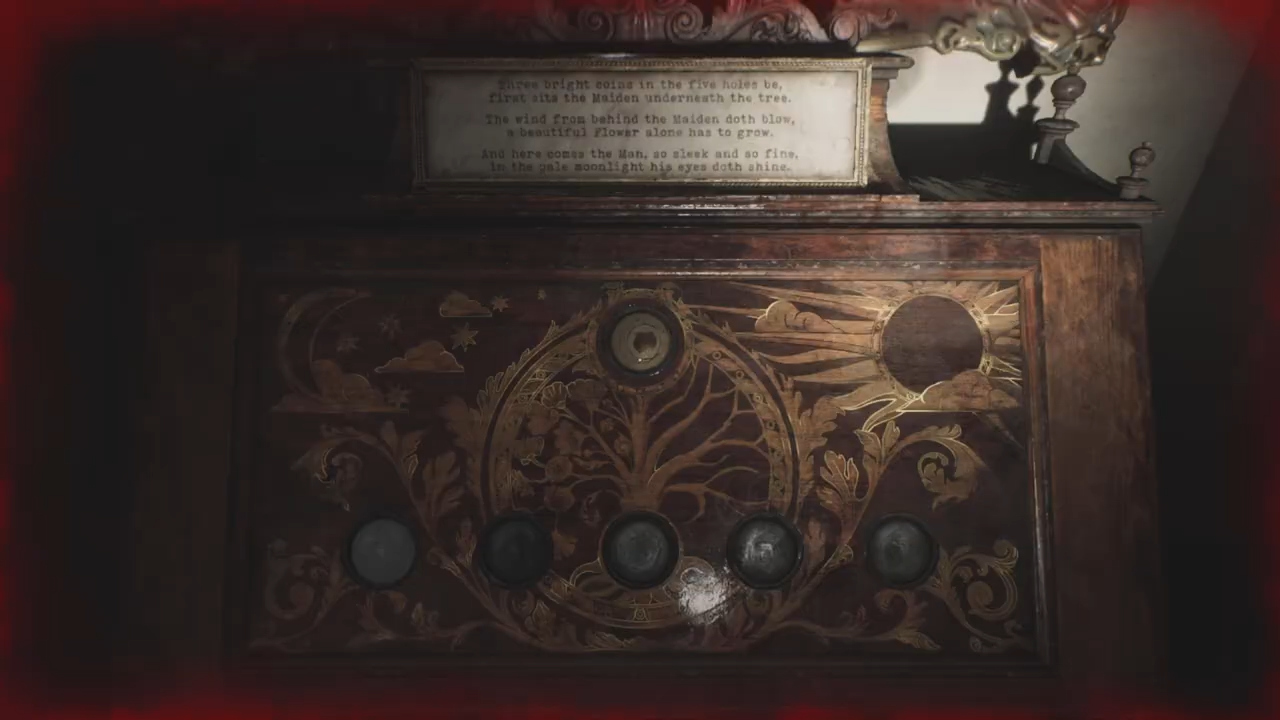 Three bright coins in the five holes be,
first sits the Maiden underneath the tree.
The wind from behind the Maiden doth blow,
a beautiful Flower alone has to grow.
And here comes the Man, so sleek and so fine,
in the pale moonlight his eyes doth shine.